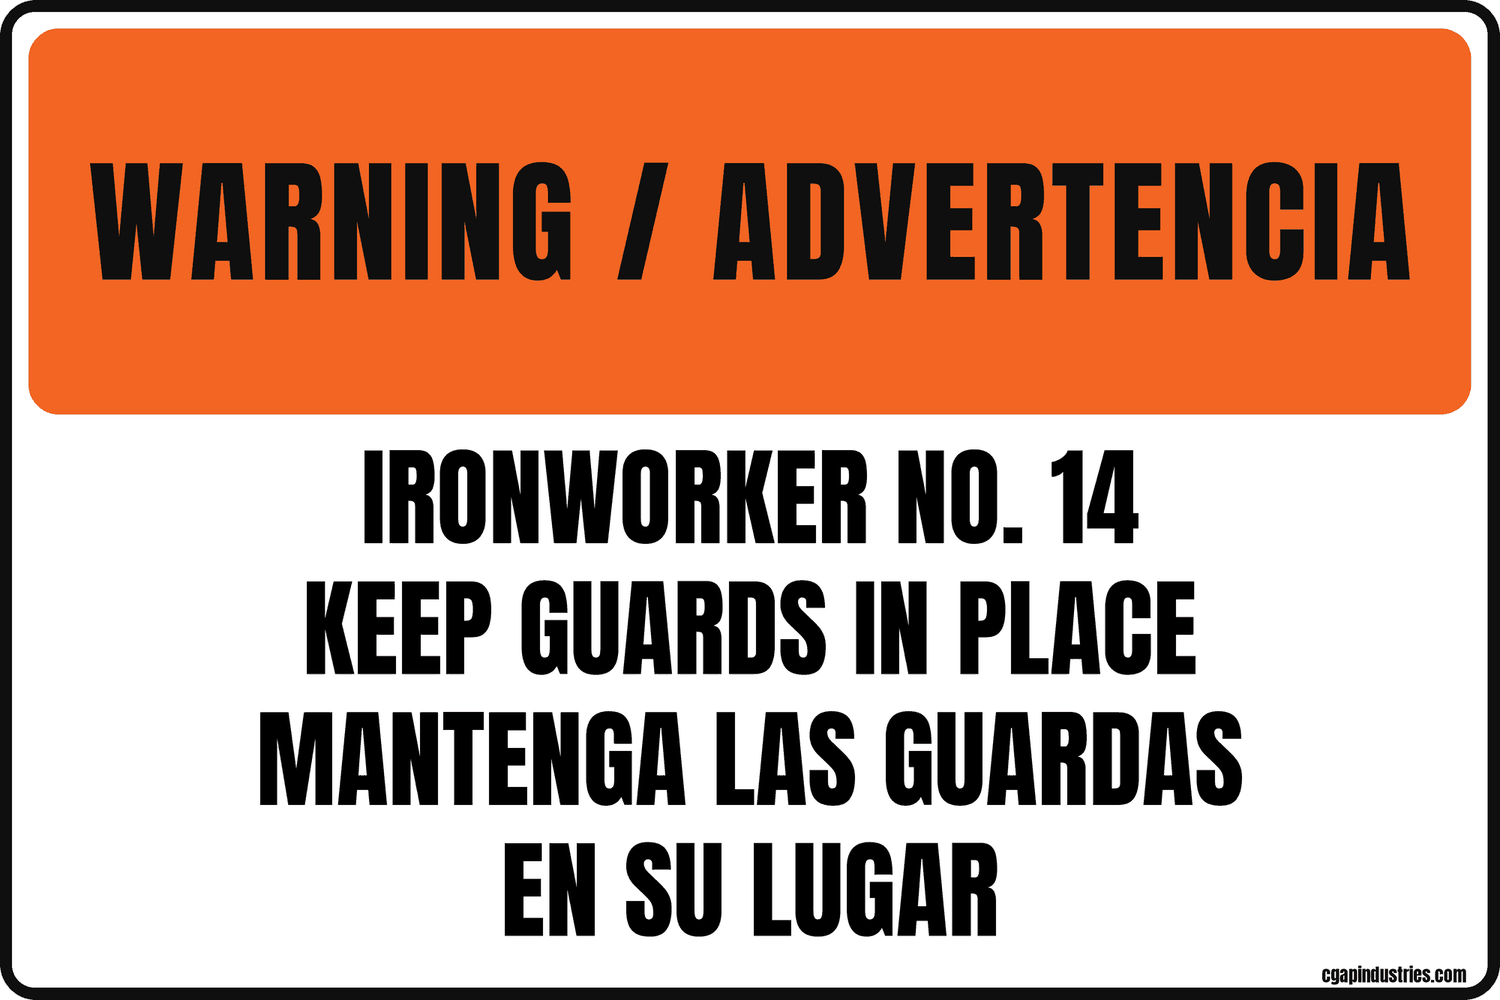 WARNING / ADVERTENCIA
IRONWORKER NO. 14
KEEP GUARDS IN PLACE
MANTENGA LAS GUARDAS
EN SU LUGAR
cgapindustries.com